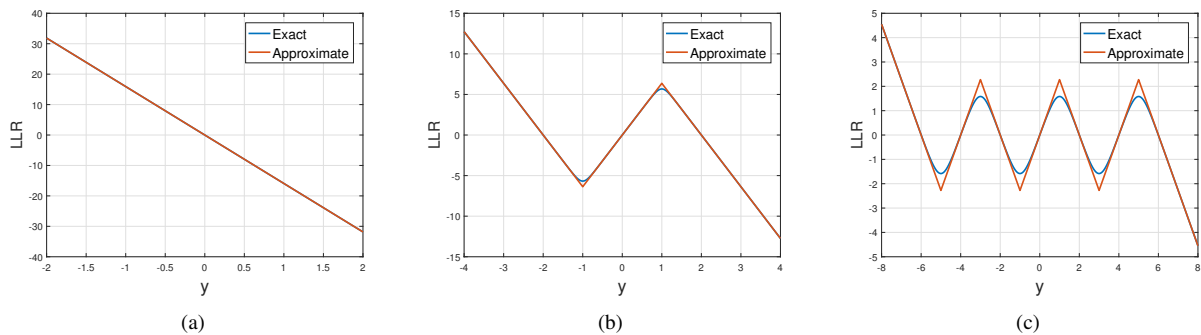 40
30
20
10
0
-10
-20
-30
-40
LLR
-2 -1.5 -1 -0.5 0 0.5 1 1.5 2
y
Exact
Approximate
(a)
15
10
5
0
-5
-10
-15
LLR
-4 -3 -2 -1 0 1 2 3 4
y
Exact
Approximate
(b)
5
4
3
2
1
0
-1
-2
-3
-4
-5
LLR
-8 -6 -4 -2 0 2 4 6 8
y
Exact
Approximate
(c)